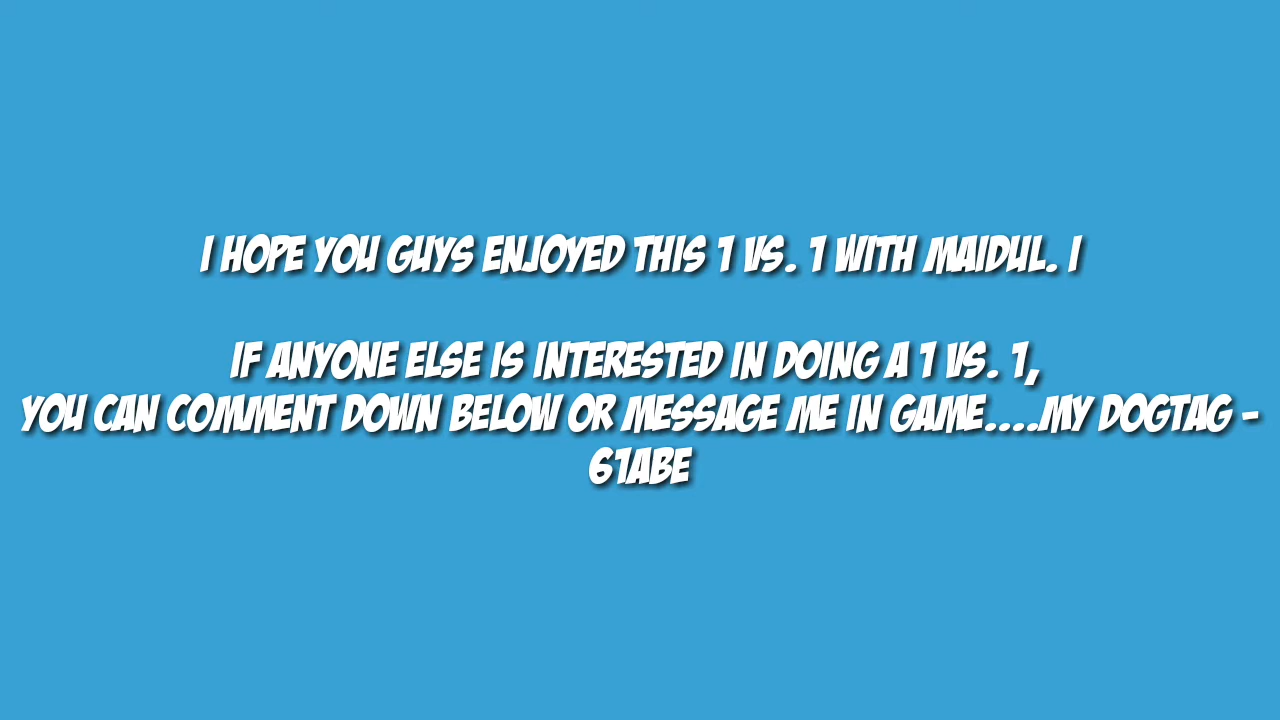 I HOPE YOU GUYS ENJOYED THIS 1 VS. 1 WITH MAIDUL. I
IF ANYONE ELSE IS INTERESTED IN DOING A 1 VS. 1,
YOU CAN COMMENT DOWN BELOW OR MESSAGE ME IN GAME....MY DOGTAG -
61ABE